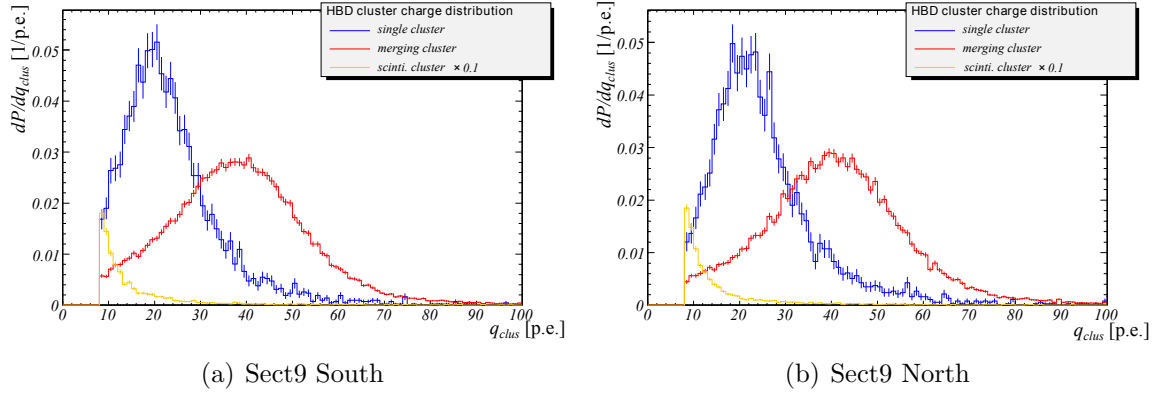 HBD cluster charge distribution
single cluster
merging cluster
scinti. cluster × 0.1
dP/dq_clus [1/p.e.]
0.05
0.04
0.03
0.02
0.01
0
0 10 20 30 40 50 60 70 80 90 100
q_clus [p.e.]
(a) Sect9 South
HBD cluster charge distribution
single cluster
merging cluster
scinti. cluster × 0.1
dP/dq_clus [1/p.e.]
0.05
0.04
0.03
0.02
0.01
0
0 10 20 30 40 50 60 70 80 90 100
q_clus [p.e.]
(b) Sect9 North